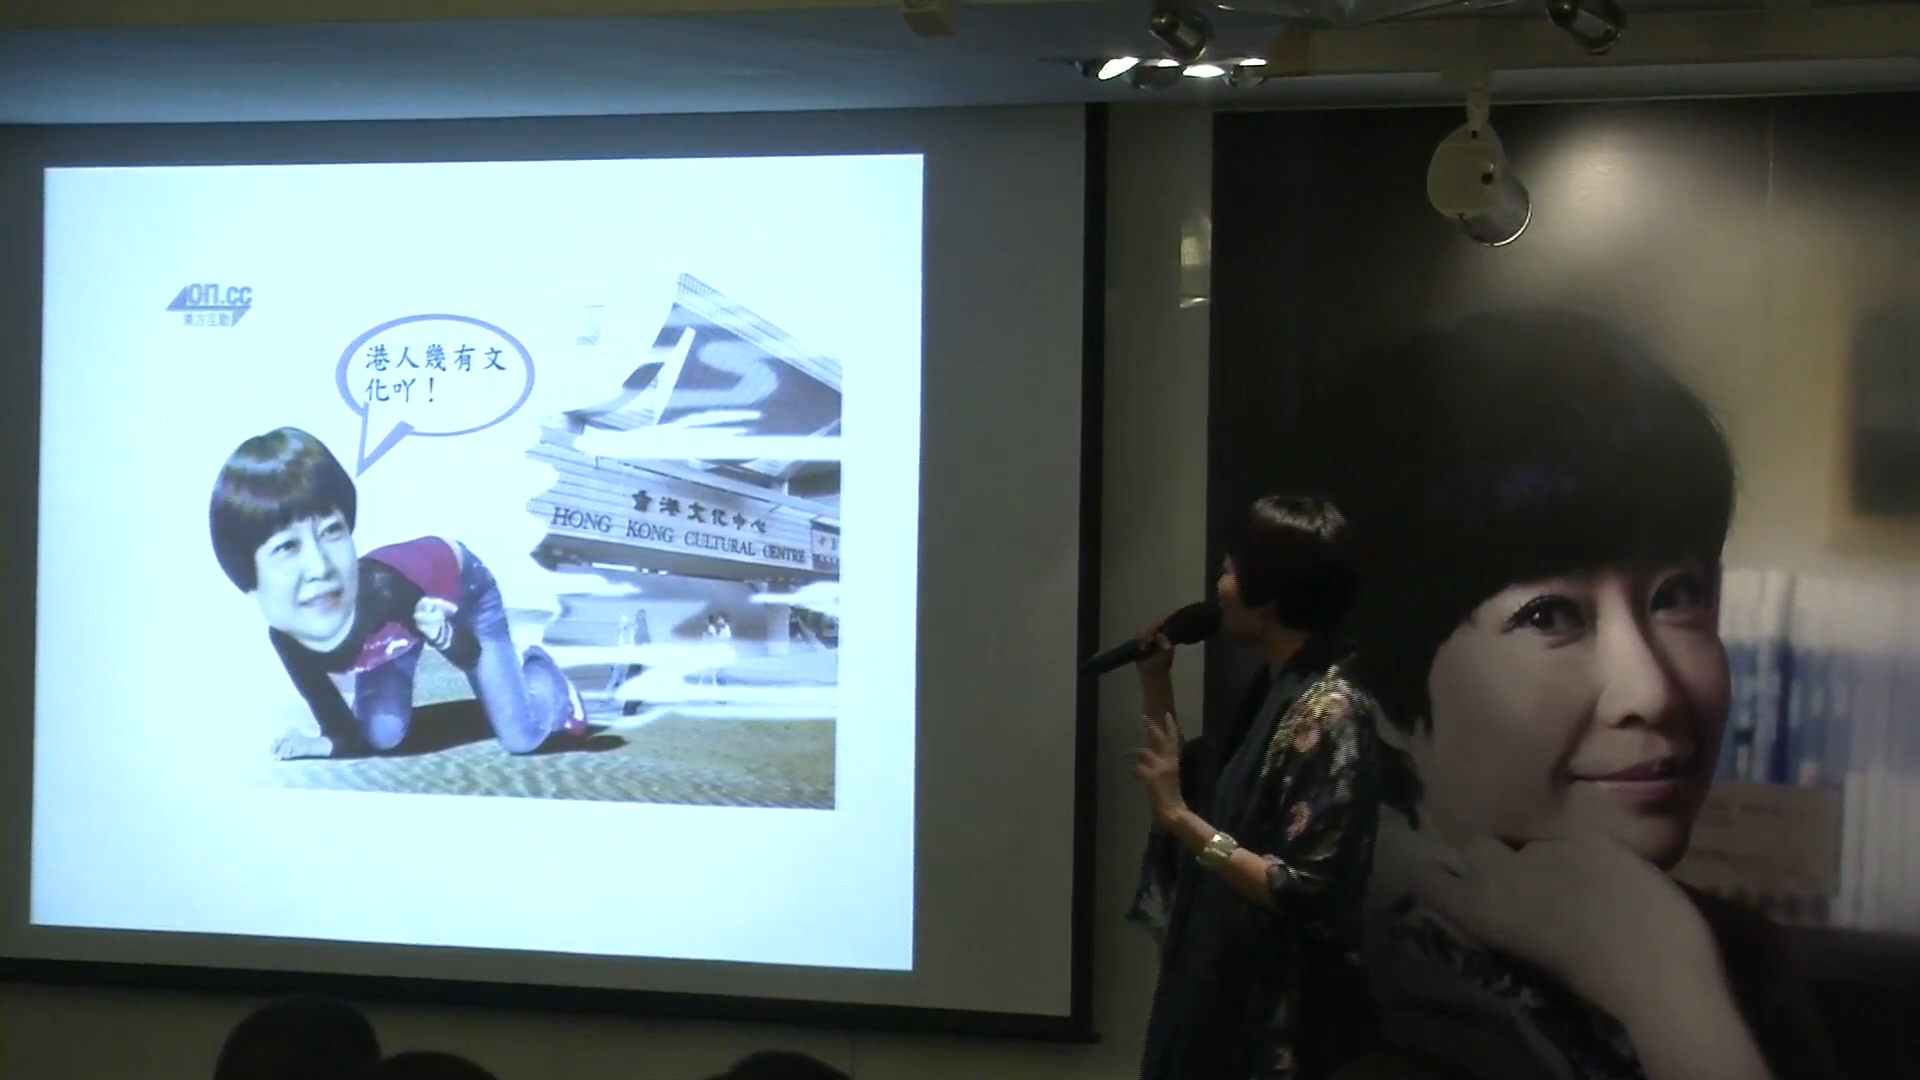 on.cc
東方互動
港人幾有文
化吖！
香港文化中心
HONG KONG CULTURAL CENTRE